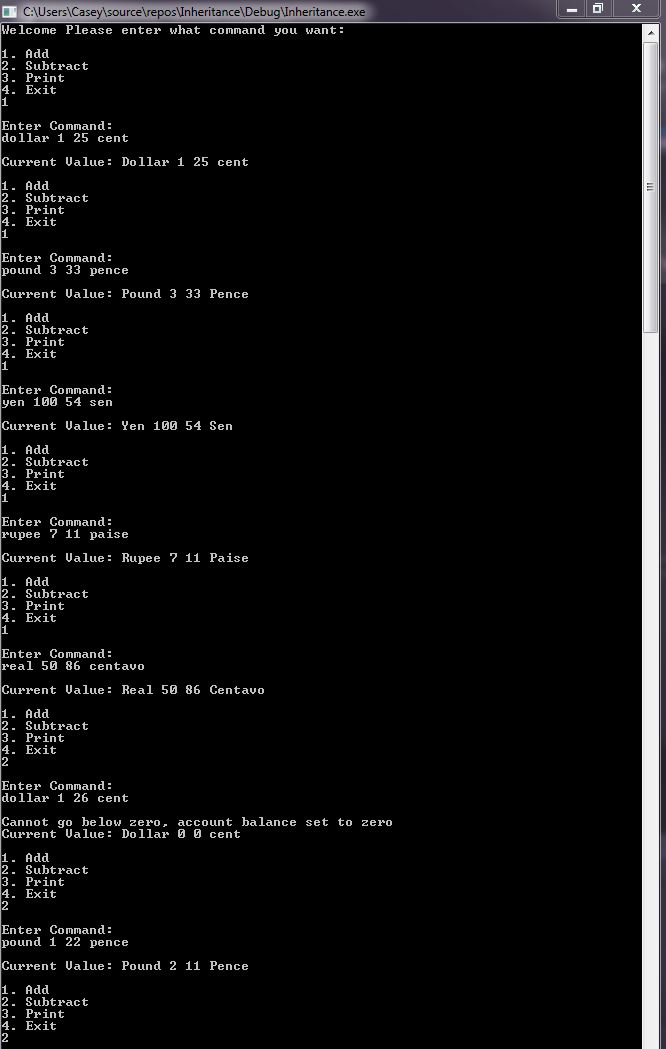 C:\Users\Casey\source\repos\Inheritance\Debug\Inheritance.exe
Welcome Please enter what command you want:
1. Add
2. Subtract
3. Print
4. Exit
1
Enter Command:
dollar 1 25 cent
Current Value: Dollar 1 25 cent
1. Add
2. Subtract
3. Print
4. Exit
1
Enter Command:
pound 3 33 pence
Current Value: Pound 3 33 Pence
1. Add
2. Subtract
3. Print
4. Exit
1
Enter Command:
yen 100 54 sen
Current Value: Yen 100 54 Sen
1. Add
2. Subtract
3. Print
4. Exit
1
Enter Command:
rupee 7 11 paise
Current Value: Rupee 7 11 Paise
1. Add
2. Subtract
3. Print
4. Exit
1
Enter Command:
real 50 86 centavo
Current Value: Real 50 86 Centavo
1. Add
2. Subtract
3. Print
4. Exit
2
Enter Command:
dollar 1 26 cent
Cannot go below zero, account balance set to zero
Current Value: Dollar 0 0 cent
1. Add
2. Subtract
3. Print
4. Exit
2
Enter Command:
pound 1 22 pence
Current Value: Pound 2 11 Pence
1. Add
2. Subtract
3. Print
4. Exit
2